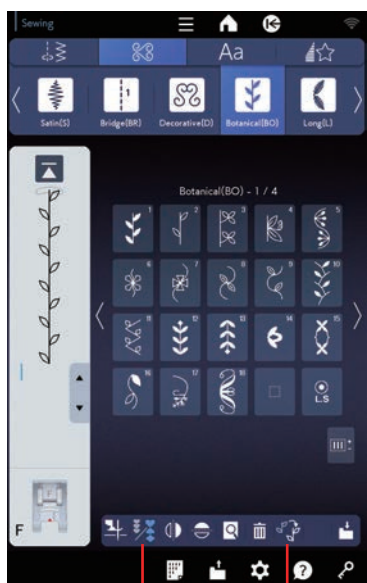 Sewing
Aa
1
Satin(S) Bridge(BR) Decorative(D) Botanical(BO) Long(L)
Botanical(BO) - 1 / 4
1 2 3 4 5
6 7 8 9 10
11 12 13 14 15
16 17 18 L.S
F
?